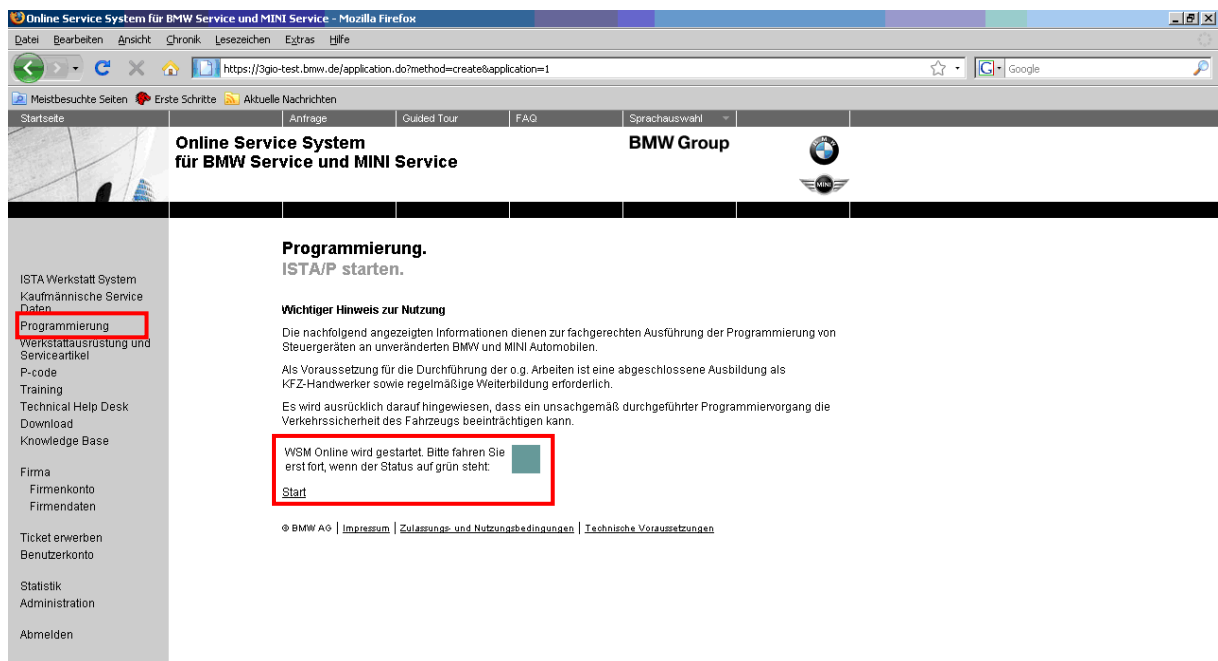 Online Service System für BMW Service und MINI Service - Mozilla Firefox
Datei Bearbeiten Ansicht Chronik Lesezeichen Extras Hilfe
https://3gio-test.bmw.de/application.do?method=create&application=1
G Google
Meistbesuchte Seiten Erste Schritte Aktuelle Nachrichten
Startseite Anfrage Guided Tour FAQ Sprachauswahl
Online Service System
für BMW Service und MINI Service
BMW Group
MINI
ISTA Werkstatt System
Kaufmännische Service
Daten
Programmierung
Werkstattausrüstung und
Serviceartikel
P-code
Training
Technical Help Desk
Download
Knowledge Base
Firma
Firmenkonto
Firmendaten
Ticket erwerben
Benutzerkonto
Statistik
Administration
Abmelden
Programmierung.
ISTA/P starten.
Wichtiger Hinweis zur Nutzung
Die nachfolgend angezeigten Informationen dienen zur fachgerechten Ausführung der Programmierung von
Steuergeräten an unveränderten BMW und MINI Automobilen.
Als Voraussetzung für die Durchführung der o.g. Arbeiten ist eine abgeschlossene Ausbildung als
KFZ-Handwerker sowie regelmäßige Weiterbildung erforderlich.
Es wird ausrücklich darauf hingewiesen, dass ein unsachgemäß durchgeführter Programmiervorgang die
Verkehrssicherheit des Fahrzeugs beeinträchtigen kann.
WSM Online wird gestartet. Bitte fahren Sie
erst fort, wenn der Status auf grün steht:
Start
© BMW AG | Impressum | Zulassungs- und Nutzungsbedingungen | Technische Voraussetzungen